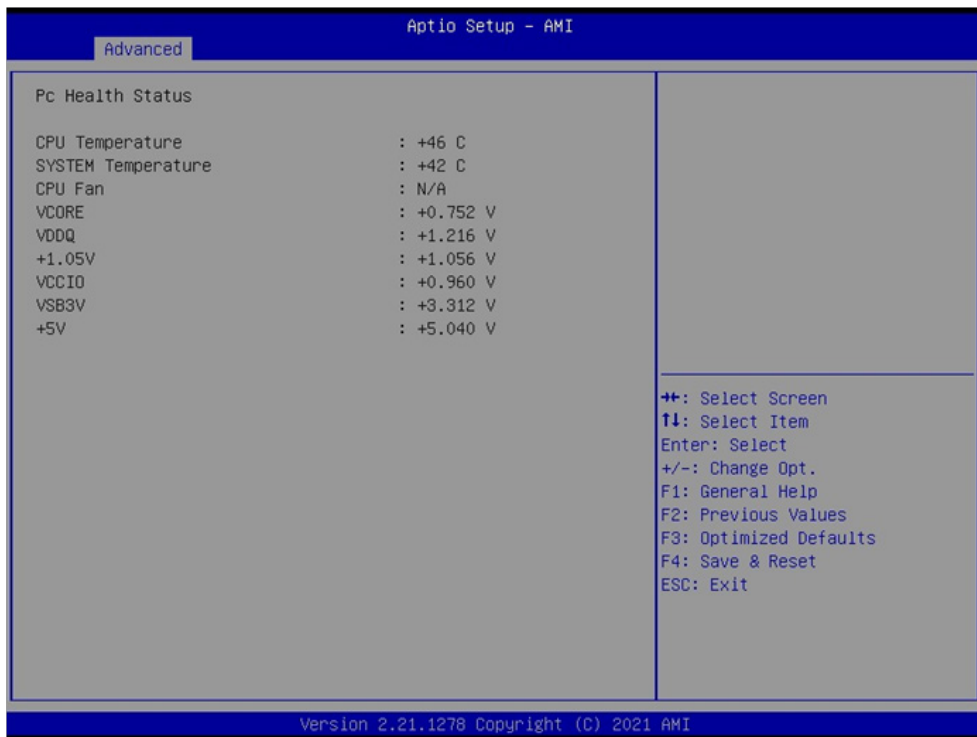 Aptio Setup – AMI
Advanced
Pc Health Status
CPU Temperature : +46 C
SYSTEM Temperature : +42 C
CPU Fan : N/A
VCORE : +0.752 V
VDDQ : +1.216 V
+1.05V : +1.056 V
VCCIO : +0.960 V
VSB3V : +3.312 V
+5V : +5.040 V
→←: Select Screen
↑↓: Select Item
Enter: Select
+/-: Change Opt.
F1: General Help
F2: Previous Values
F3: Optimized Defaults
F4: Save & Reset
ESC: Exit
Version 2.21.1278 Copyright (C) 2021 AMI